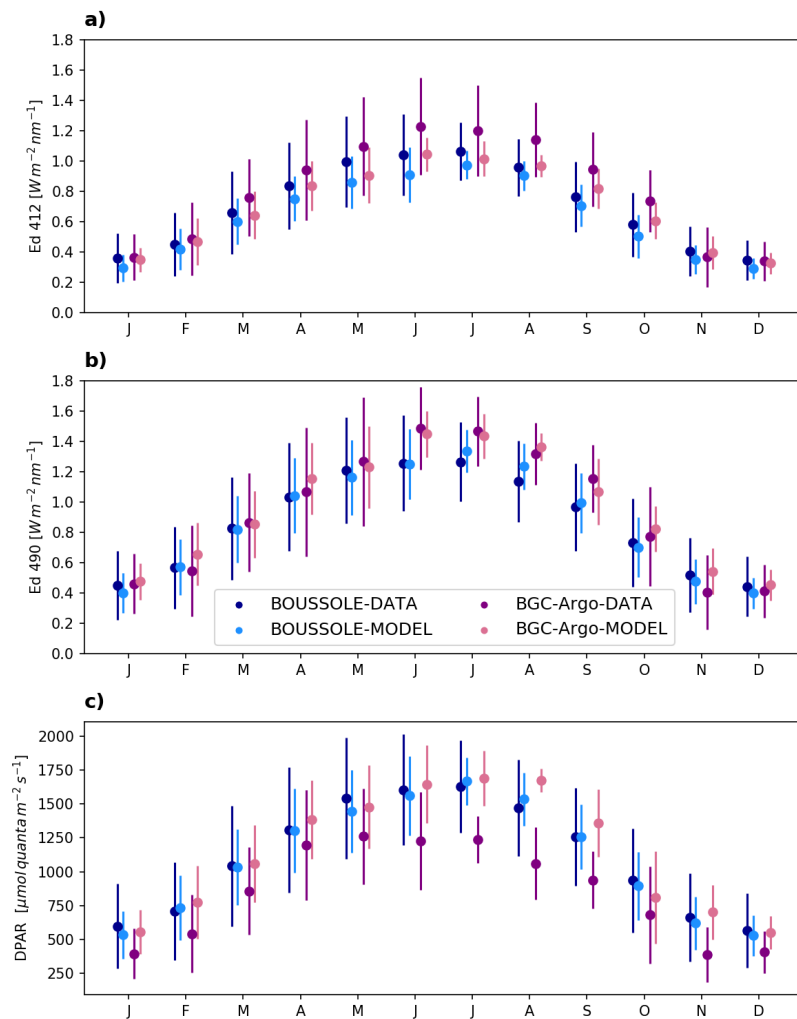 a)
Ed 412 [W m⁻² nm⁻¹]
1.8
1.6
1.4
1.2
1.0
0.8
0.6
0.4
0.2
0.0
J F M A M J J A S O N D
b)
Ed 490 [W m⁻² nm⁻¹]
1.8
1.6
1.4
1.2
1.0
0.8
0.6
0.4
0.2
0.0
BOUSSOLE-DATA BGC-Argo-DATA
BOUSSOLE-MODEL BGC-Argo-MODEL
J F M A M J J A S O N D
c)
DPAR [μmol quanta m⁻² s⁻¹]
2000
1750
1500
1250
1000
750
500
250
J F M A M J J A S O N D